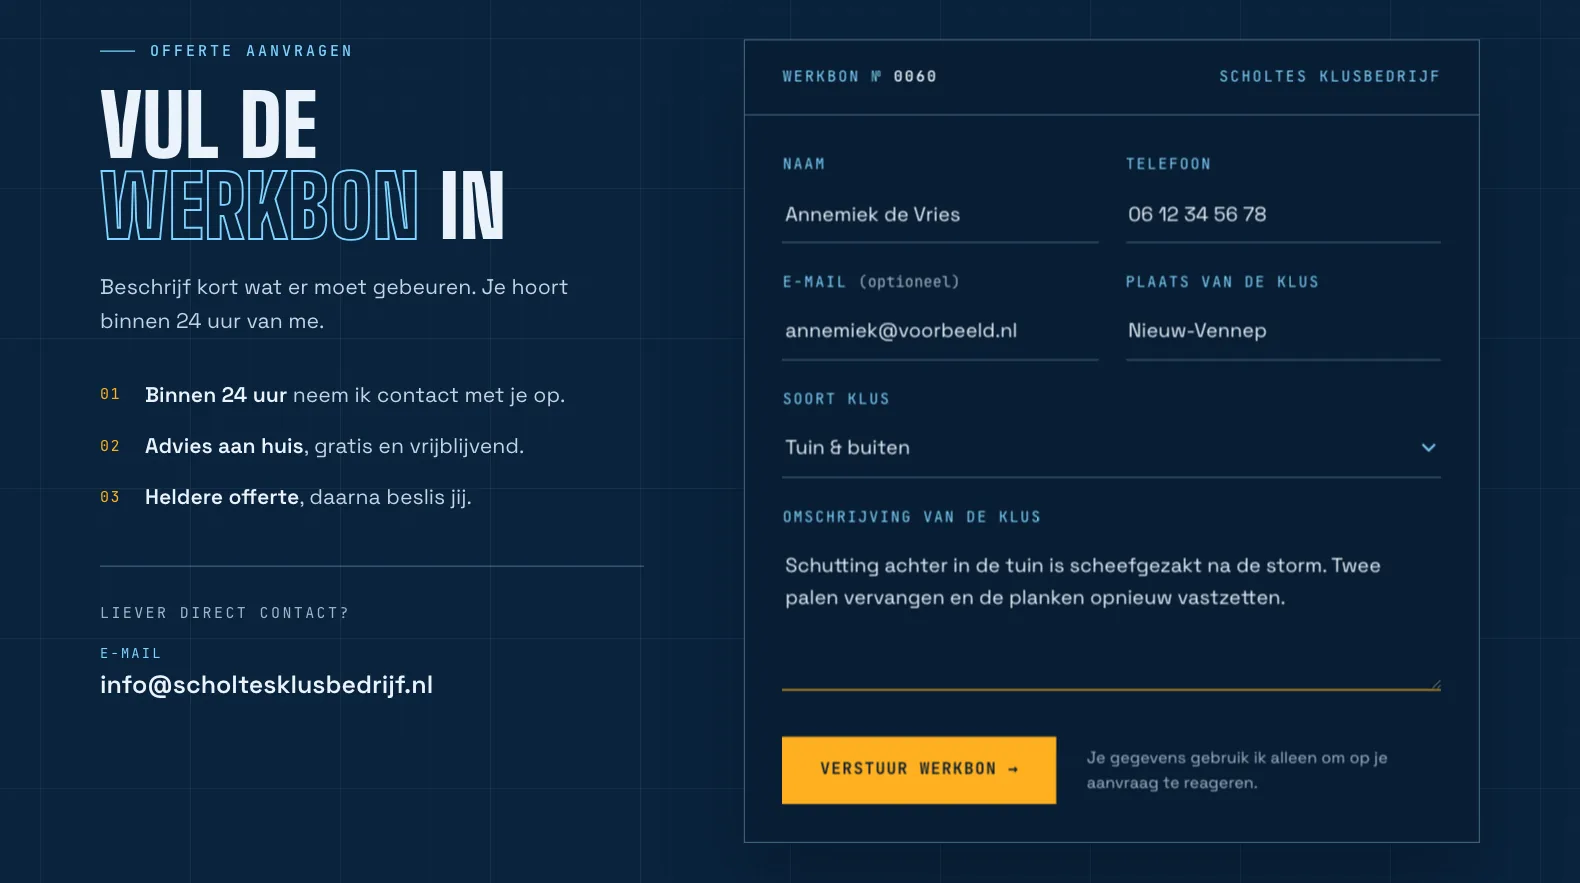 OFFERTE AANVRAGEN
VUL DE
WERKBON IN
Beschrijf kort wat er moet gebeuren. Je hoort
binnen 24 uur van me.
01 Binnen 24 uur neem ik contact met je op.
02 Advies aan huis, gratis en vrijblijvend.
03 Heldere offerte, daarna beslis jij.
LIEVER DIRECT CONTACT?
E-MAIL
info@scholtesklusbedrijf.nl
WERKBON № 0060 SCHOLTES KLUSBEDRIJF
NAAM TELEFOON
Annemiek de Vries 06 12 34 56 78
E-MAIL (optioneel) PLAATS VAN DE KLUS
annemiek@voorbeeld.nl Nieuw-Vennep
SOORT KLUS
Tuin & buiten
OMSCHRIJVING VAN DE KLUS
Schutting achter in de tuin is scheefgezakt na de storm. Twee
palen vervangen en de planken opnieuw vastzetten.
VERSTUUR WERKBON →
Je gegevens gebruik ik alleen om op je
aanvraag te reageren.